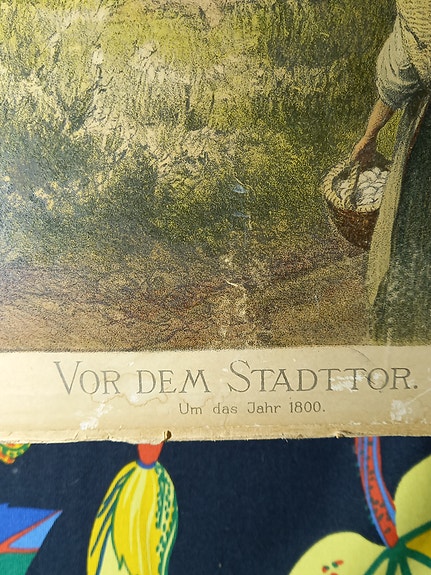 VOR DEM STADTTOR.
Um das Jahr 1800.